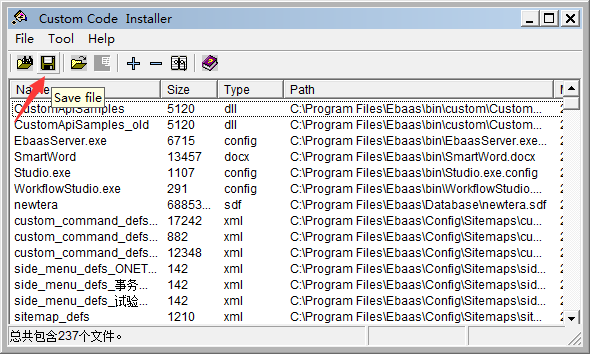 Custom Code Installer
File Tool Help
Save file
Size Type Path
CustomApiSamples 5120 dll C:\Program Files\Ebaas\bin\custom\Custom...
CustomApiSamples_old 5120 dll C:\Program Files\Ebaas\bin\custom\Custom...
EbaasServer.exe 6715 config C:\Program Files\Ebaas\bin\EbaasServer.exe...
SmartWord 13457 docx C:\Program Files\Ebaas\bin\SmartWord.docx
Studio.exe 1107 config C:\Program Files\Ebaas\bin\Studio.exe.config
WorkflowStudio.exe 291 config C:\Program Files\Ebaas\bin\WorkflowStudio....
newtera 68853... sdf C:\Program Files\Ebaas\Database\newtera.sdf
custom_command_defs... 17242 xml C:\Program Files\Ebaas\Config\Sitemaps\cu...
custom_command_defs... 882 xml C:\Program Files\Ebaas\Config\Sitemaps\cu...
custom_command_defs... 12348 xml C:\Program Files\Ebaas\Config\Sitemaps\cu...
side_menu_defs_ONET... 142 xml C:\Program Files\Ebaas\Config\Sitemaps\sid...
side_menu_defs_事务... 142 xml C:\Program Files\Ebaas\Config\Sitemaps\sid...
side_menu_defs_试验... 142 xml C:\Program Files\Ebaas\Config\Sitemaps\sid...
sitemap_defs 1210 xml C:\Program Files\Ebaas\Config\Sitemaps\sit...
总共包含237个文件。